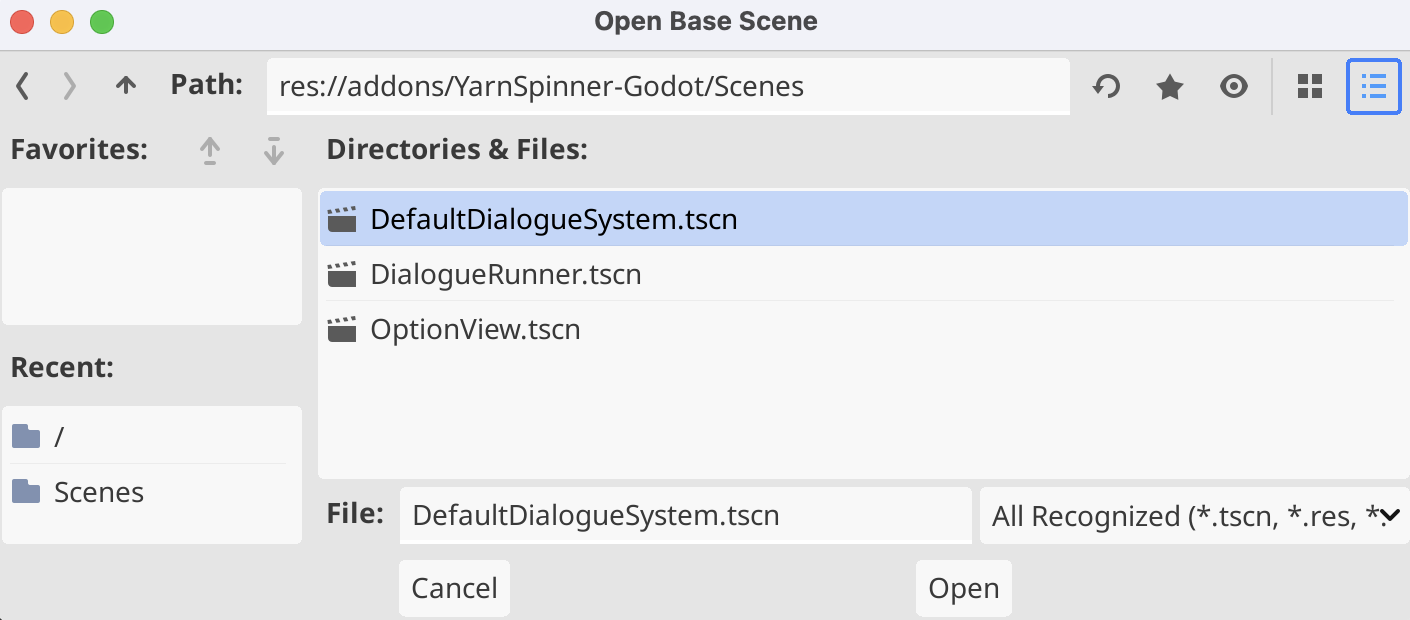 Open Base Scene
Path: res://addons/YarnSpinner-Godot/Scenes
Favorites:
Directories & Files:
DefaultDialogueSystem.tscn
DialogueRunner.tscn
OptionView.tscn
Recent:
/
Scenes
File: DefaultDialogueSystem.tscn All Recognized (*.tscn, *.res, *.
Cancel Open